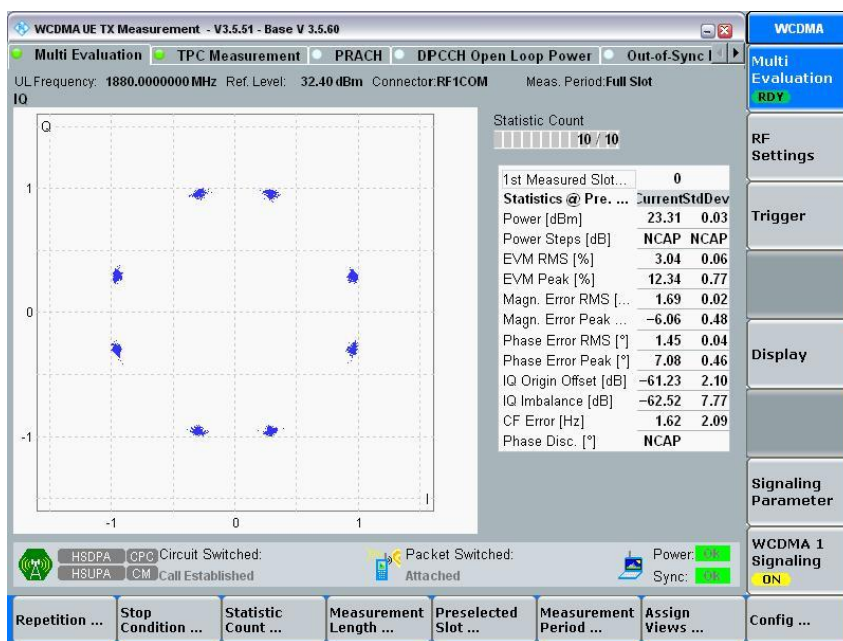 WCDMA UE TX Measurement - V3.5.51 - Base V 3.5.60
WCDMA
Multi Evaluation TPC Measurement PRACH DPCCH Open Loop Power Out-of-Sync
Multi Evaluation
RDY
UL Frequency: 1880.0000000 MHz Ref. Level: 32.40 dBm Connector:RF1COM Meas. Period:Full Slot
IQ
Q
1
0
-1
I
-1 0 1
Statistic Count
10 / 10
1st Measured Slot... 0
Statistics @ Pre. ... Current StdDev
Power [dBm] 23.31 0.03
Power Steps [dB] NCAP NCAP
EVM RMS [%] 3.04 0.06
EVM Peak [%] 12.34 0.77
Magn. Error RMS [... 1.69 0.02
Magn. Error Peak ... -6.06 0.48
Phase Error RMS [°] 1.45 0.04
Phase Error Peak [°] 7.08 0.46
IQ Origin Offset [dB] -61.23 2.10
IQ Imbalance [dB] -62.52 7.77
CF Error [Hz] 1.62 2.09
Phase Disc. [°] NCAP
RF
Settings
Trigger
Display
Signaling
Parameter
WCDMA 1
Signaling
ON
HSDPA CPC Circuit Switched: Packet Switched: Power: OK
HSUPA CM Call Established Attached Sync: OK
Repetition ...
Stop
Condition ...
Statistic
Count ...
Measurement
Length ...
Preselected
Slot ...
Measurement
Period ...
Assign
Views ...
Config ...